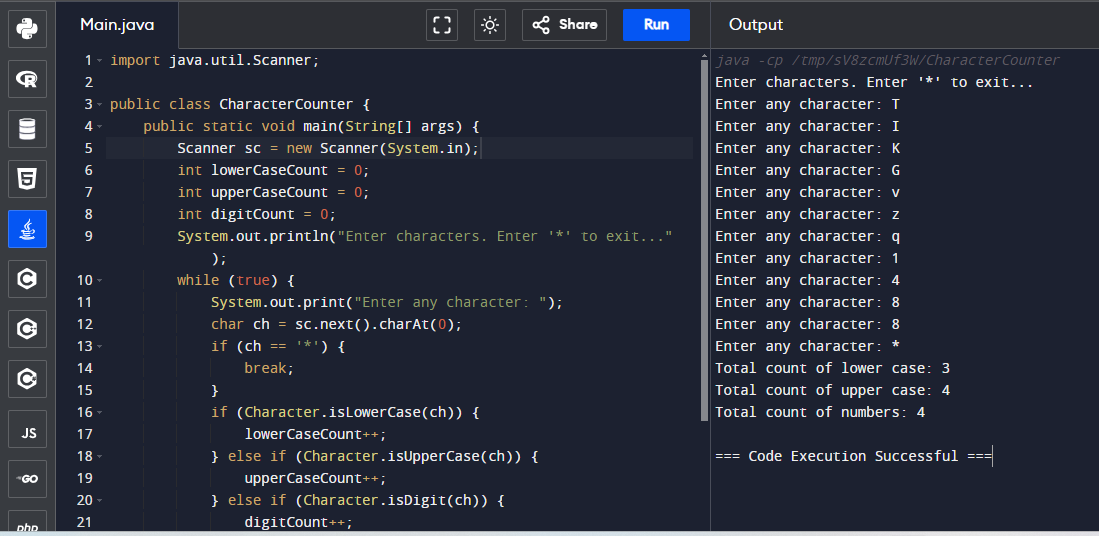 Main.java
Share
Run
Output
1 import java.util.Scanner;
2
3 public class CharacterCounter {
4     public static void main(String[] args) {
5         Scanner sc = new Scanner(System.in);
6         int lowerCaseCount = 0;
7         int upperCaseCount = 0;
8         int digitCount = 0;
9         System.out.println("Enter characters. Enter '*' to exit..."
            );
10         while (true) {
11             System.out.print("Enter any character: ");
12             char ch = sc.next().charAt(0);
13             if (ch == '*') {
14                 break;
15             }
16             if (Character.isLowerCase(ch)) {
17                 lowerCaseCount++;
18             } else if (Character.isUpperCase(ch)) {
19                 upperCaseCount++;
20             } else if (Character.isDigit(ch)) {
21                 digitCount++;
java -cp /tmp/sV8zcmUf3W/CharacterCounter
Enter characters. Enter '*' to exit...
Enter any character: T
Enter any character: I
Enter any character: K
Enter any character: G
Enter any character: v
Enter any character: z
Enter any character: q
Enter any character: 1
Enter any character: 4
Enter any character: 8
Enter any character: 8
Enter any character: *
Total count of lower case: 3
Total count of upper case: 4
Total count of numbers: 4
=== Code Execution Successful ===
R
5
C
C
C
JS
GO
php